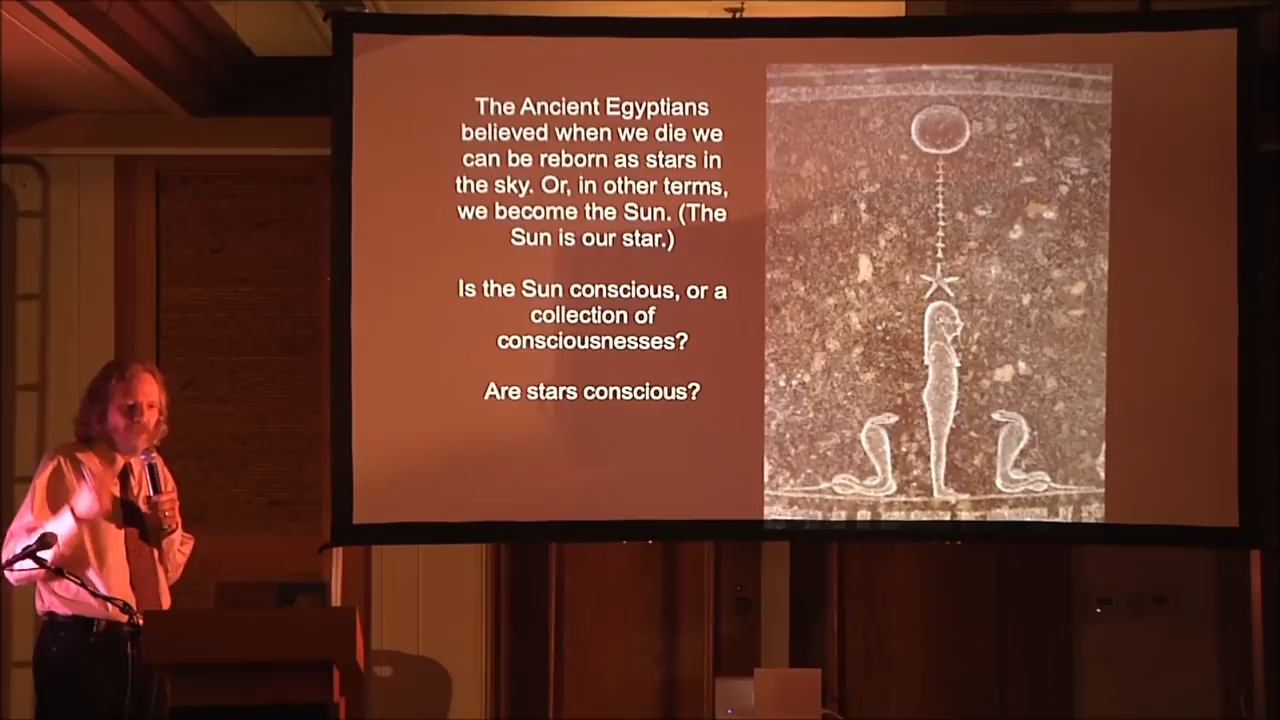 The Ancient Egyptians
believed when we die we
can be reborn as stars in
the sky. Or, in other terms,
we become the Sun. (The
Sun is our star.)
Is the Sun conscious, or a
collection of
consciousnesses?
Are stars conscious?